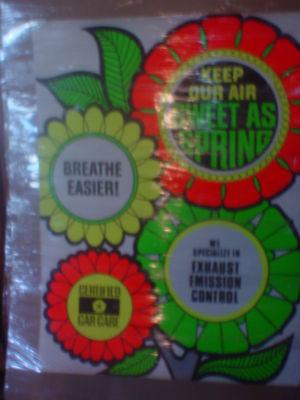 KEEP
OUR AIR
SWEET AS
SPRING
BREATHE
EASIER!
WE
SPECIALIZE IN
EXHAUST
EMISSION
CONTROL
CERTIFIED
CAR CARE